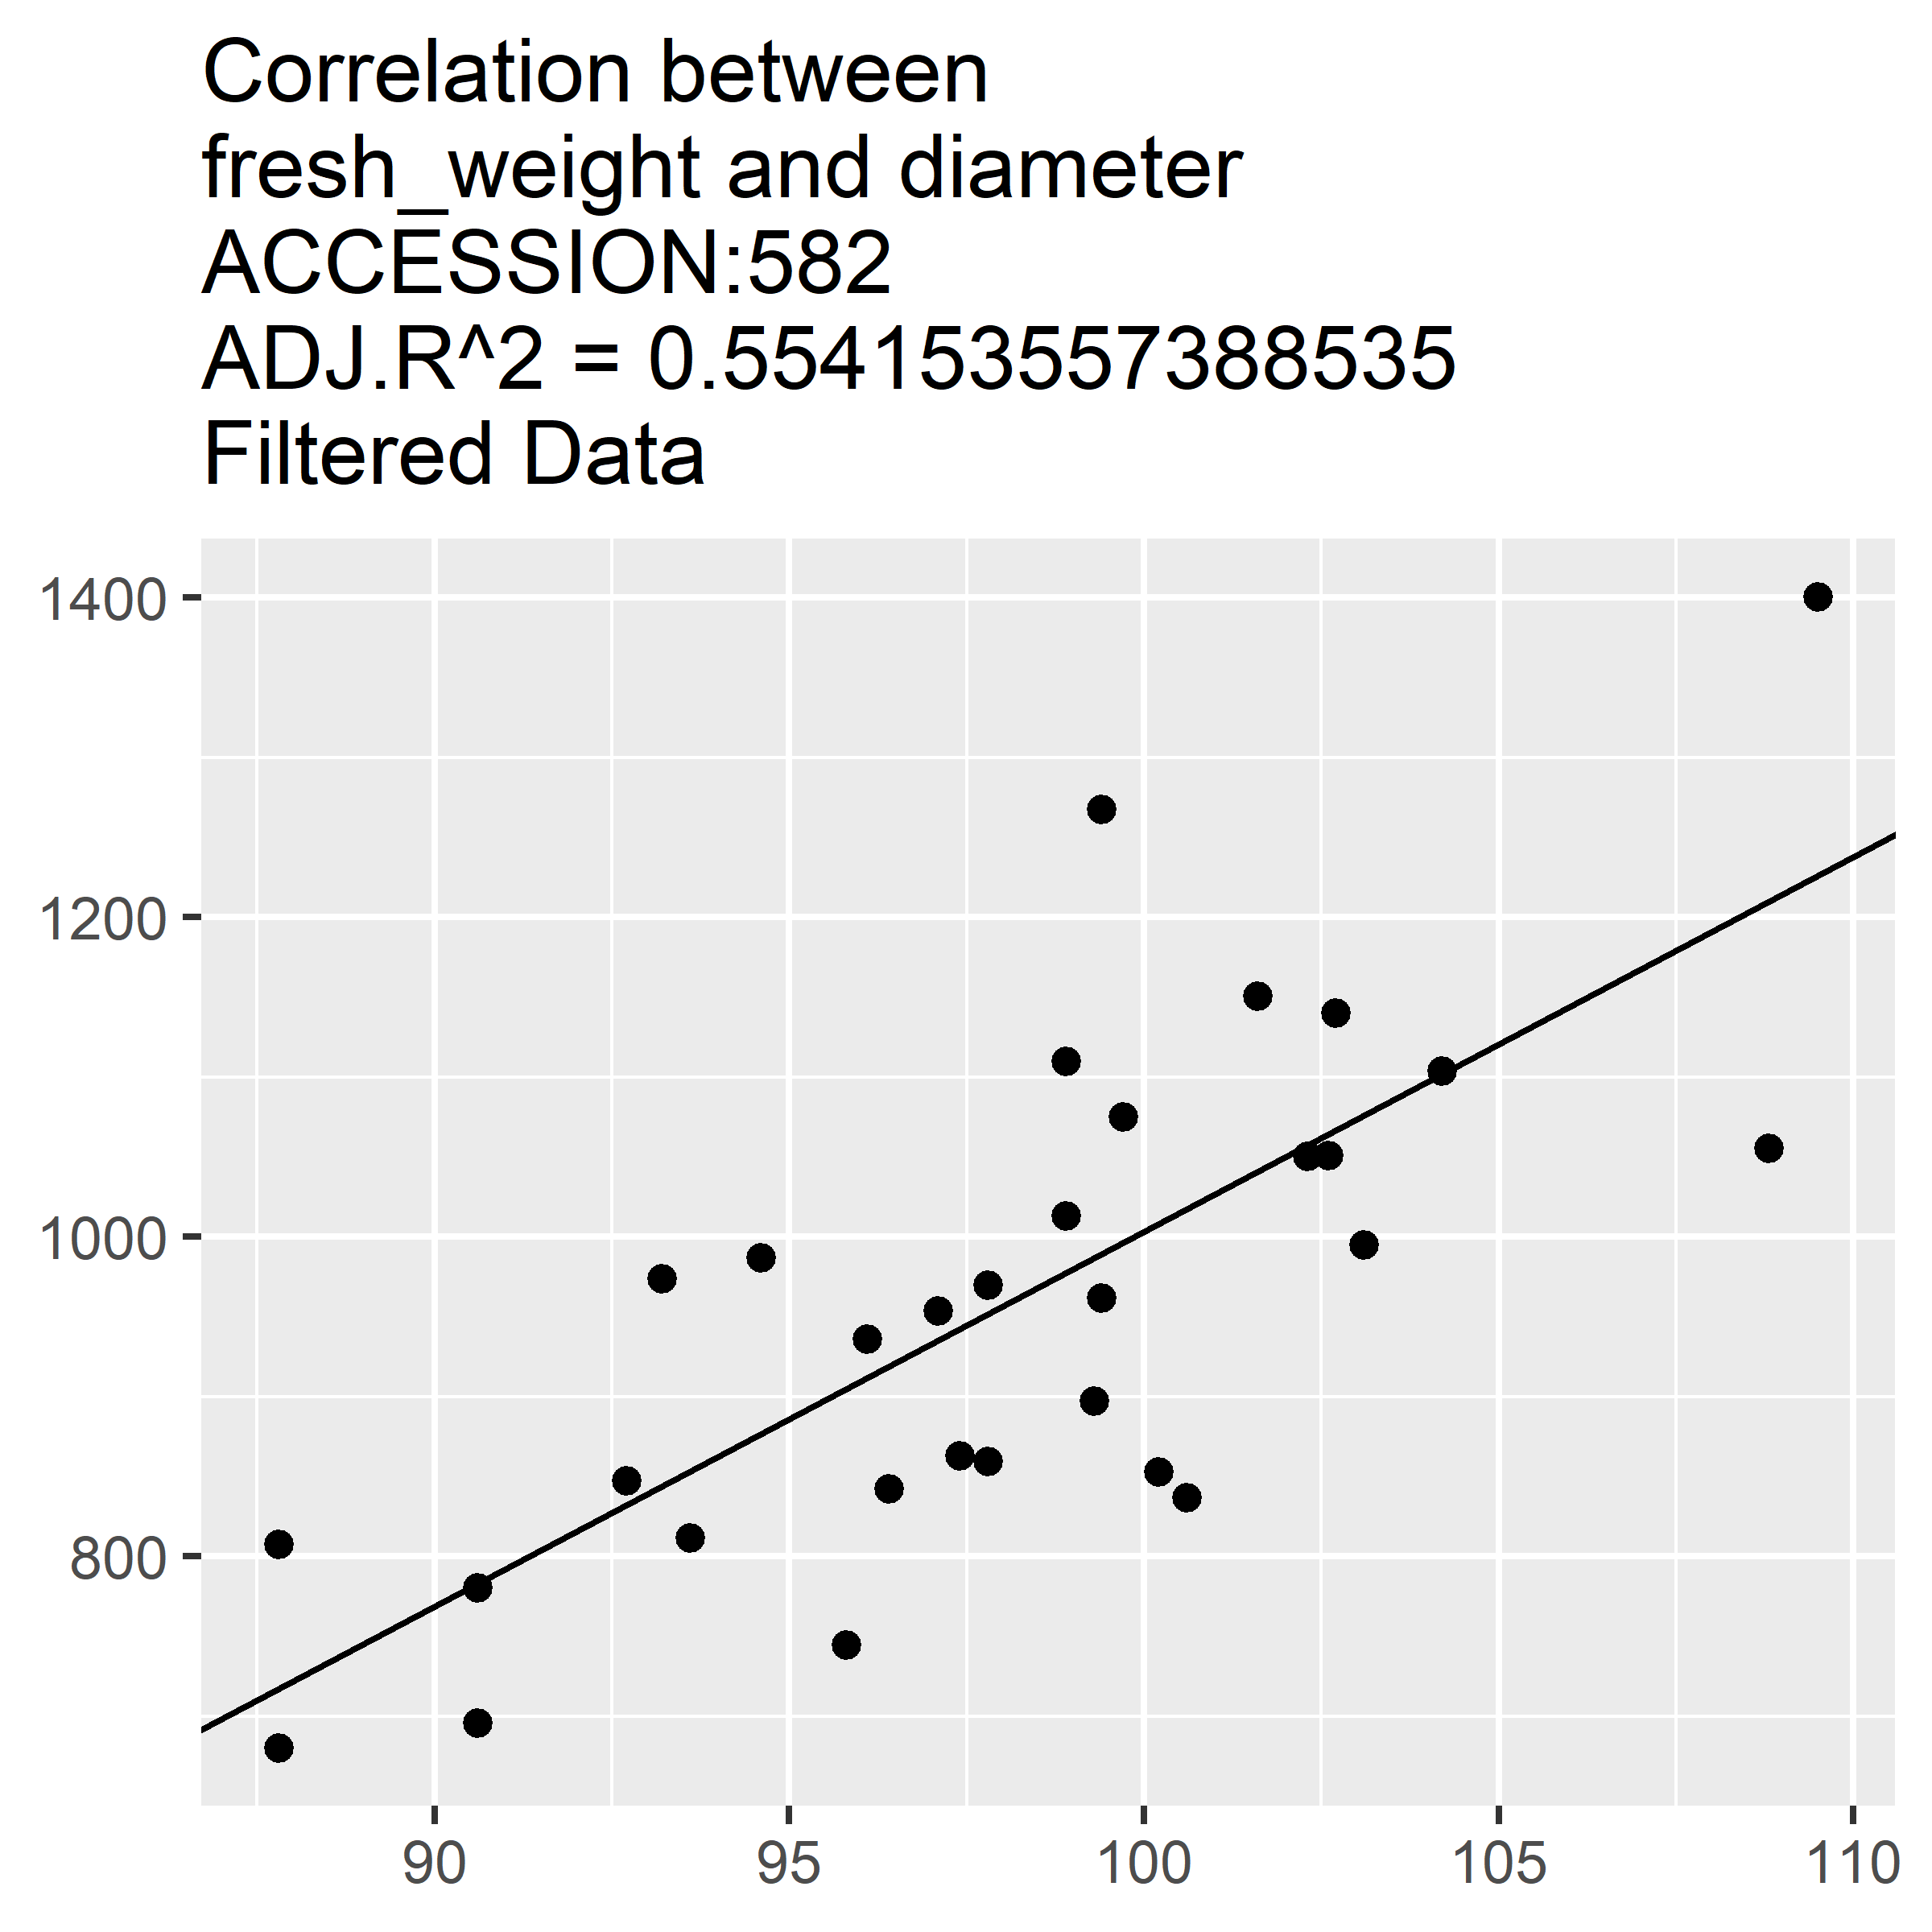 Correlation between
fresh_weight and diameter
ACCESSION:582
ADJ.R^2 = 0.554153557388535
Filtered Data
1400
1200
1000
800
90 95 100 105 110